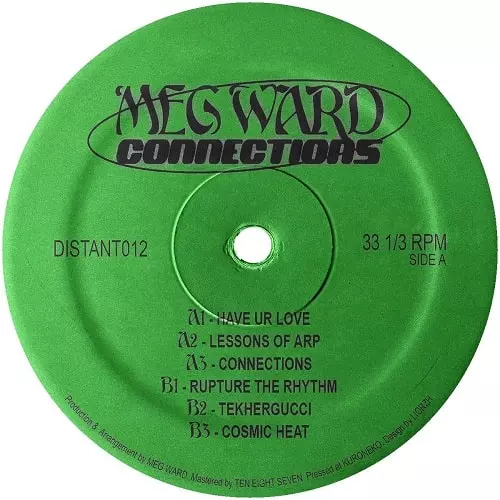 MEG WARD
CONNECTIONS
DISTANT012
33 1/3 RPM
SIDE A
A1 - HAVE UR LOVE
A2 - LESSONS OF ARP
A3 - CONNECTIONS
B1 - RUPTURE THE RHYTHM
B2 - TEKHERGUCCI
B3 - COSMIC HEAT
Production & Arrangement by MEG WARD. Mastered by TEN EIGHT SEVEN. Pressed at KURONEKO. Design by